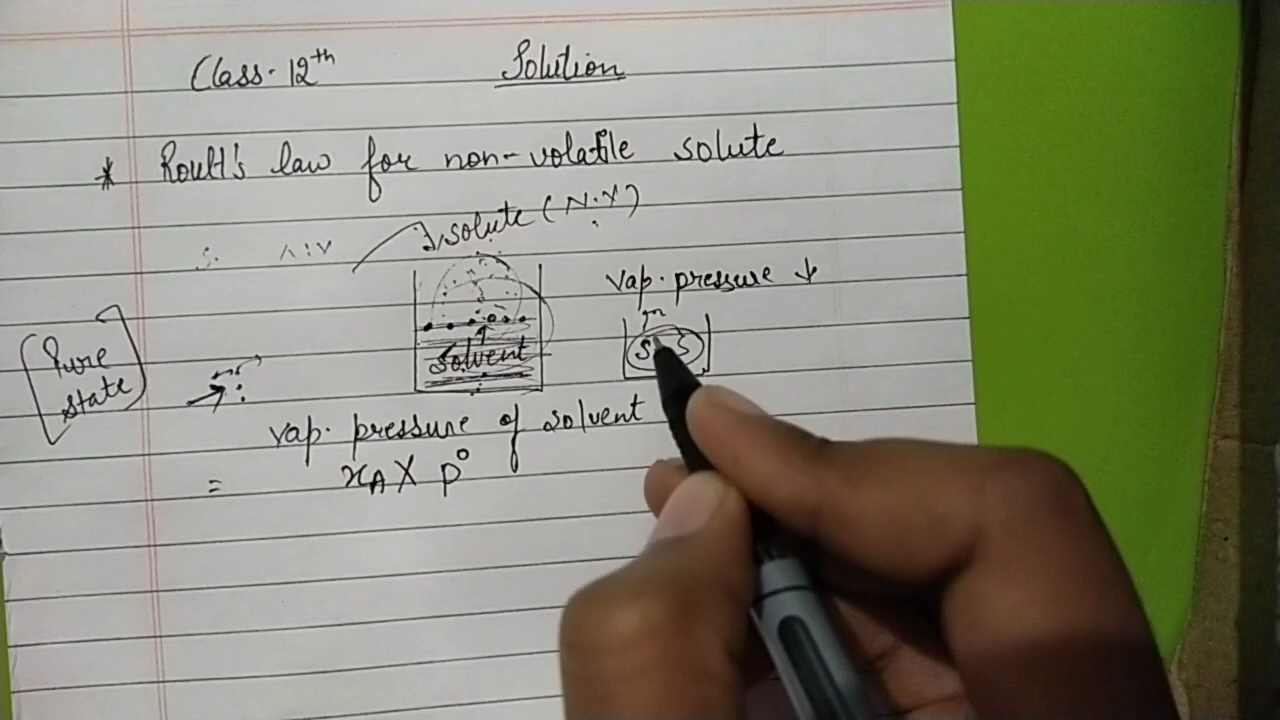 Class-12th
Solution
* Roult's law for non-volatile solute
solute (N.V)
S. N:V
vap. pressure ↓
Pure
state
solvent
S S
vap. pressure of solvent
= xA X p°